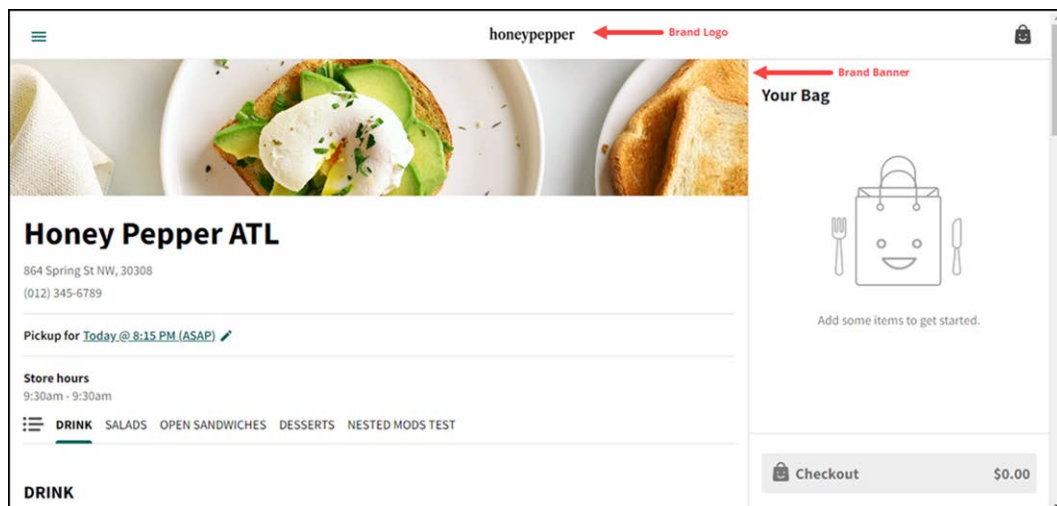 honeypepper
Brand Logo
Brand Banner
Your Bag
Honey Pepper ATL
864 Spring St NW, 30308
(012) 345-6789
Pickup for Today @ 8:15 PM (ASAP)
Add some items to get started.
Store hours
9:30am - 9:30am
DRINK SALADS OPEN SANDWICHES DESSERTS NESTED MODS TEST
Checkout $0.00
DRINK